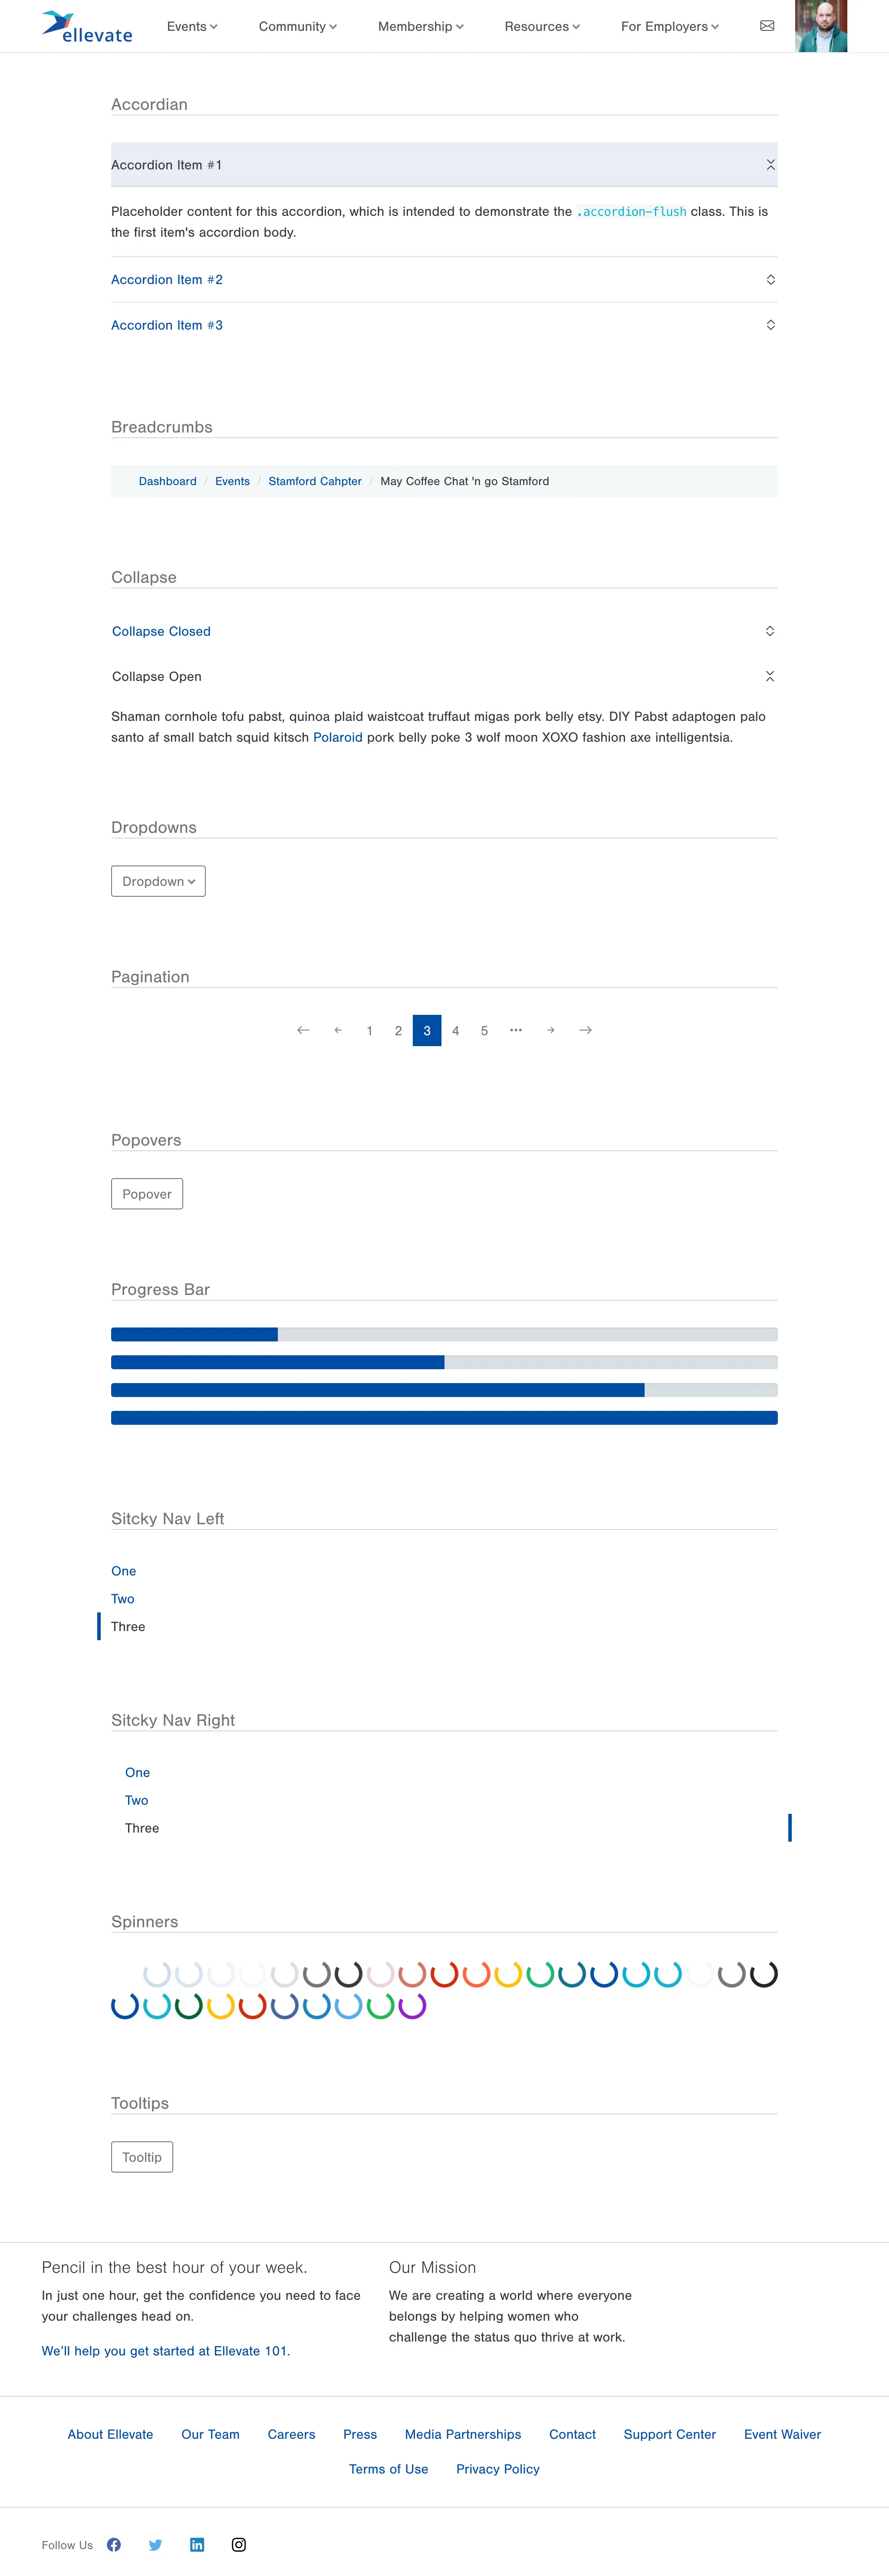 ellevate
Events
Community
Membership
Resources
For Employers
Accordian
Accordion Item #1
Placeholder content for this accordion, which is intended to demonstrate the .accordion-flush class. This is
the first item's accordion body.
Accordion Item #2
Accordion Item #3
Breadcrumbs
Dashboard / Events / Stamford Cahpter / May Coffee Chat 'n go Stamford
Collapse
Collapse Closed
Collapse Open
Shaman cornhole tofu pabst, quinoa plaid waistcoat truffaut migas pork belly etsy. DIY Pabst adaptogen palo
santo af small batch squid kitsch Polaroid pork belly poke 3 wolf moon XOXO fashion axe intelligentsia.
Dropdowns
Dropdown
Pagination
← ← 1 2 3 4 5 ••• → →
Popovers
Popover
Progress Bar
Sitcky Nav Left
One
Two
Three
Sitcky Nav Right
One
Two
Three
Spinners
Tooltips
Tooltip
Pencil in the best hour of your week.
In just one hour, get the confidence you need to face
your challenges head on.
We’ll help you get started at Ellevate 101.
Our Mission
We are creating a world where everyone
belongs by helping women who
challenge the status quo thrive at work.
About Ellevate Our Team Careers Press Media Partnerships Contact Support Center Event Waiver
Terms of Use Privacy Policy
Follow Us